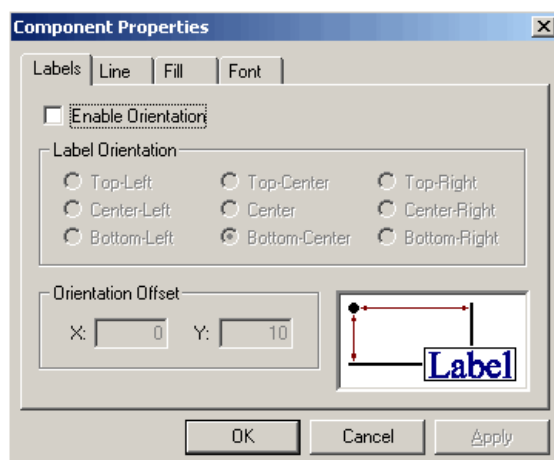 Component Properties
Labels Line Fill Font
Enable Orientation
Label Orientation
Top-Left Top-Center Top-Right
Center-Left Center Center-Right
Bottom-Left Bottom-Center Bottom-Right
Orientation Offset
X: 0 Y: 10
Label
OK Cancel Apply